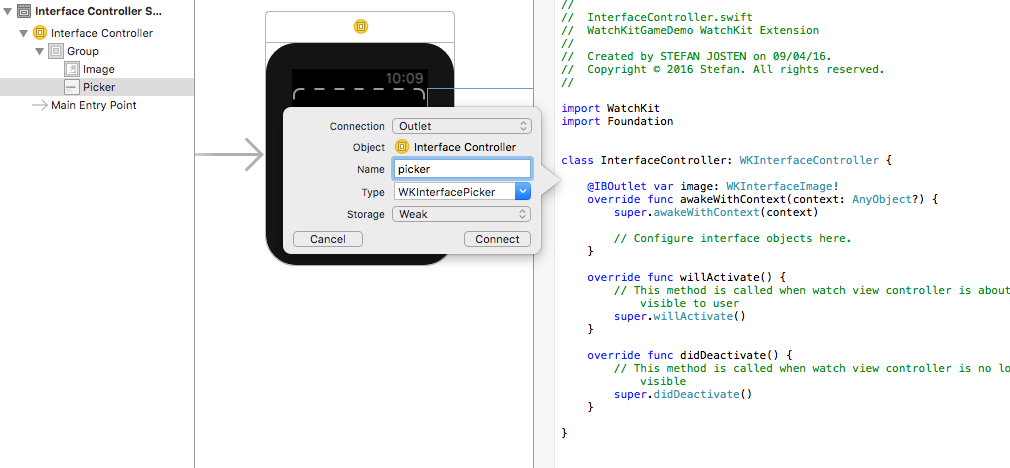 Interface Controller S...
Interface Controller
Group
Image
Picker
Main Entry Point
10:09
Connection Outlet
Object Interface Controller
Name picker
Type WKInterfacePicker
Storage Weak
Cancel Connect
//
// InterfaceController.swift
// WatchKitGameDemo WatchKit Extension
//
// Created by STEFAN JOSTEN on 09/04/16.
// Copyright © 2016 Stefan. All rights reserved.
//
import WatchKit
import Foundation
class InterfaceController: WKInterfaceController {
@IBOutlet var image: WKInterfaceImage!
override func awakeWithContext(context: AnyObject?) {
super.awakeWithContext(context)
// Configure interface objects here.
}
override func willActivate() {
// This method is called when watch view controller is about
visible to user
super.willActivate()
}
override func didDeactivate() {
// This method is called when watch view controller is no lo
visible
super.didDeactivate()
}
}